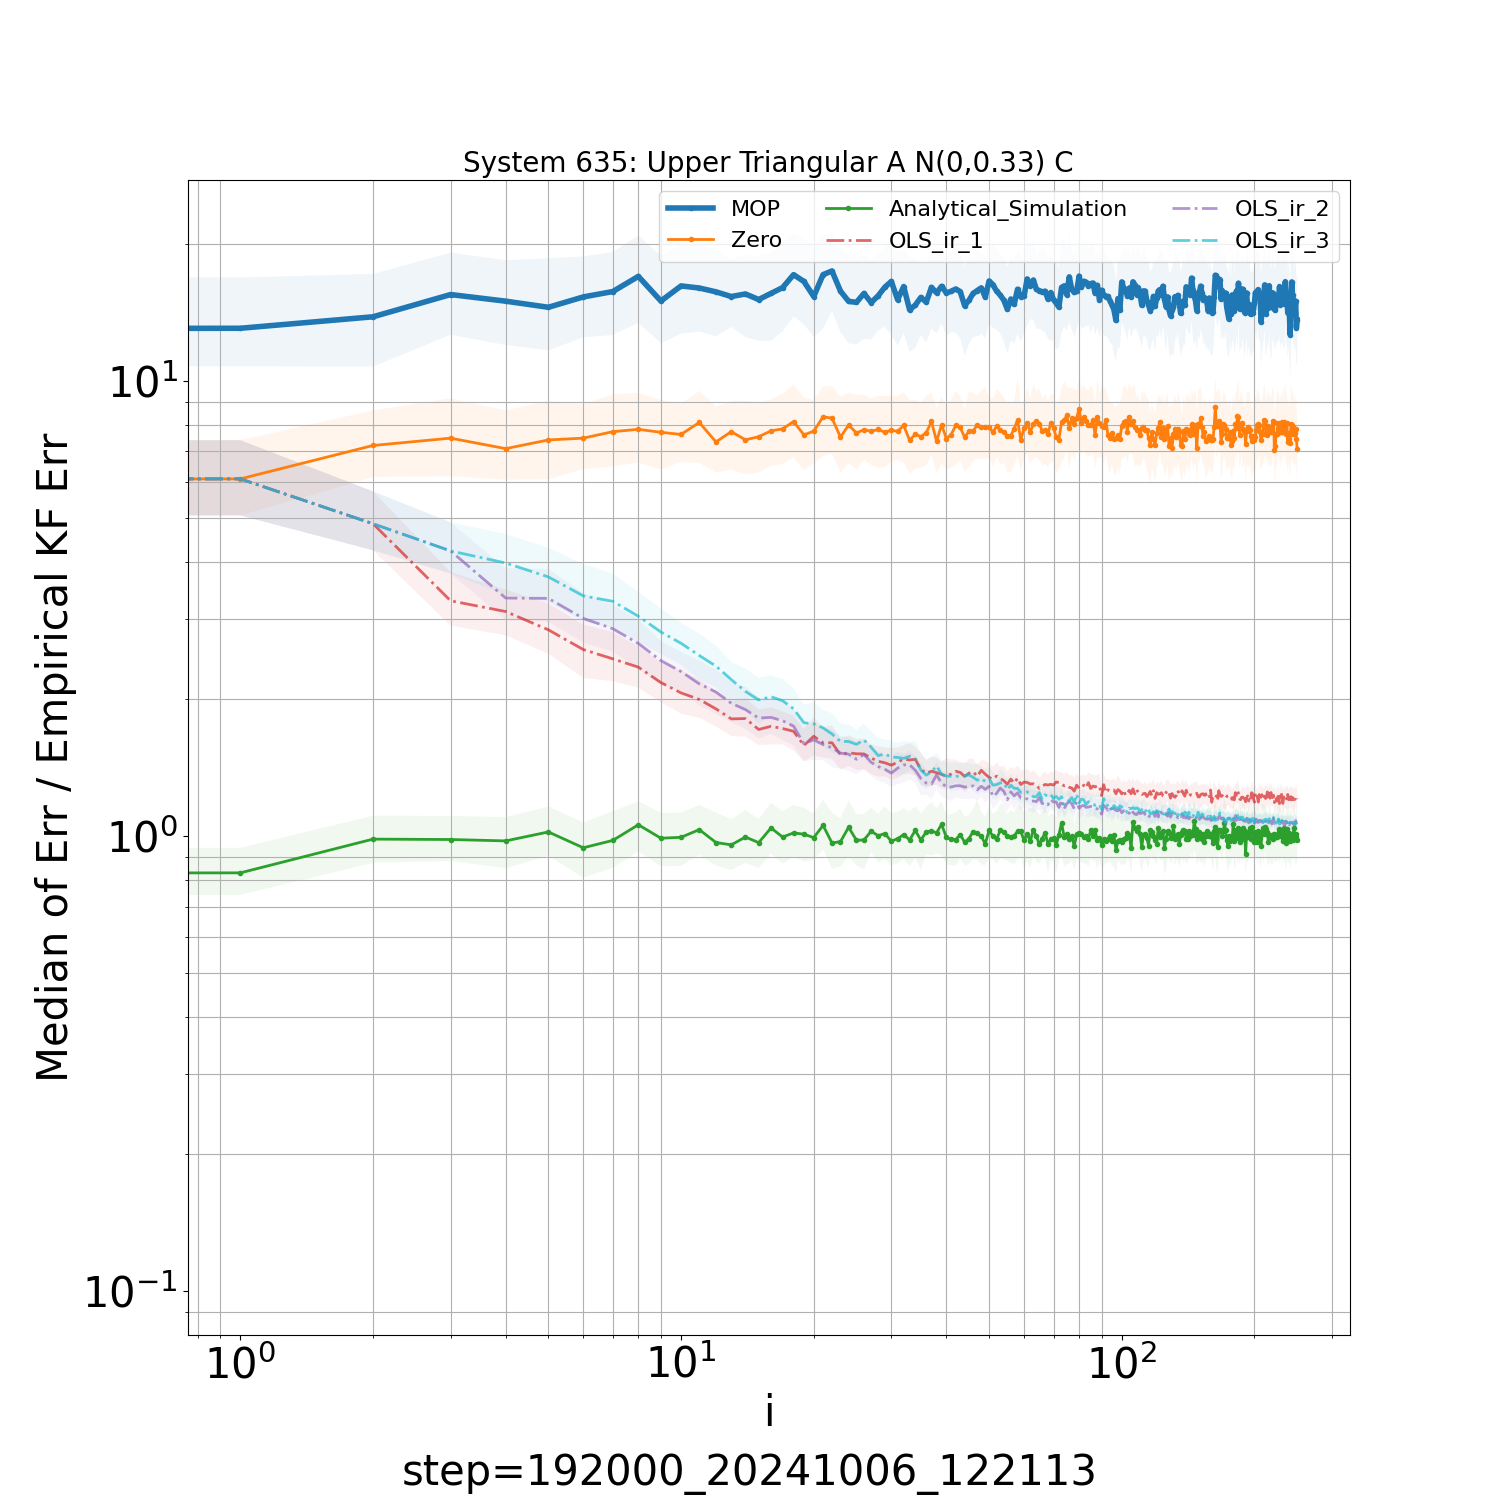 System 635: Upper Triangular A N(0,0.33) C
MOP
Zero
Analytical_Simulation
OLS_ir_1
OLS_ir_2
OLS_ir_3
Median of Err / Empirical KF Err
10¹
10⁰
10⁻¹
10⁰ 10¹ 10²
i
step=192000_20241006_122113